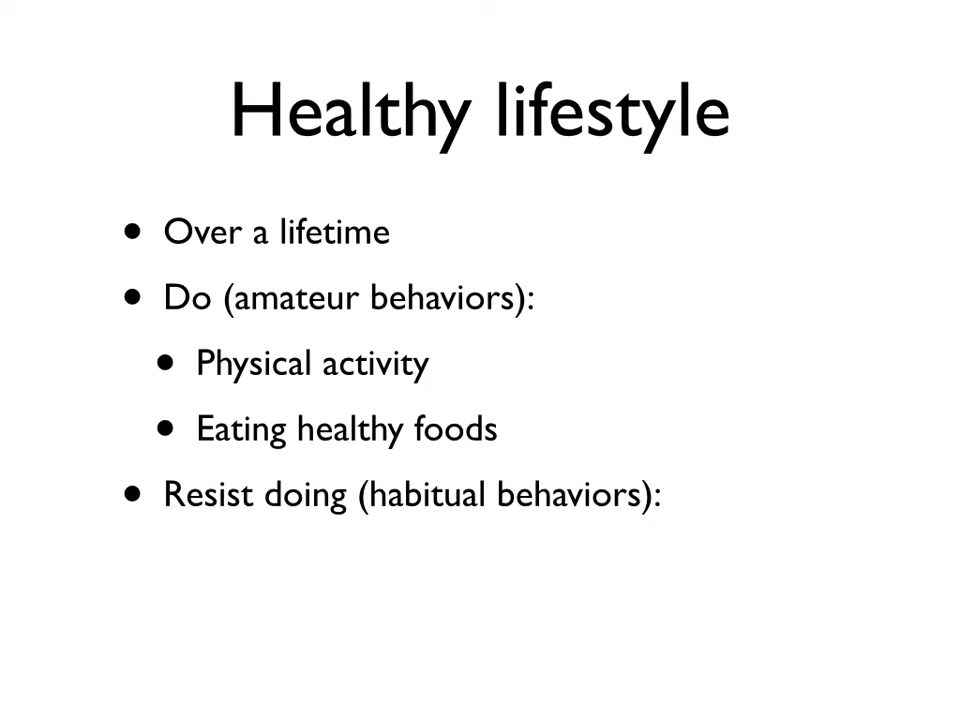 Healthy lifestyle
• Over a lifetime
• Do (amateur behaviors):
• Physical activity
• Eating healthy foods
• Resist doing (habitual behaviors):